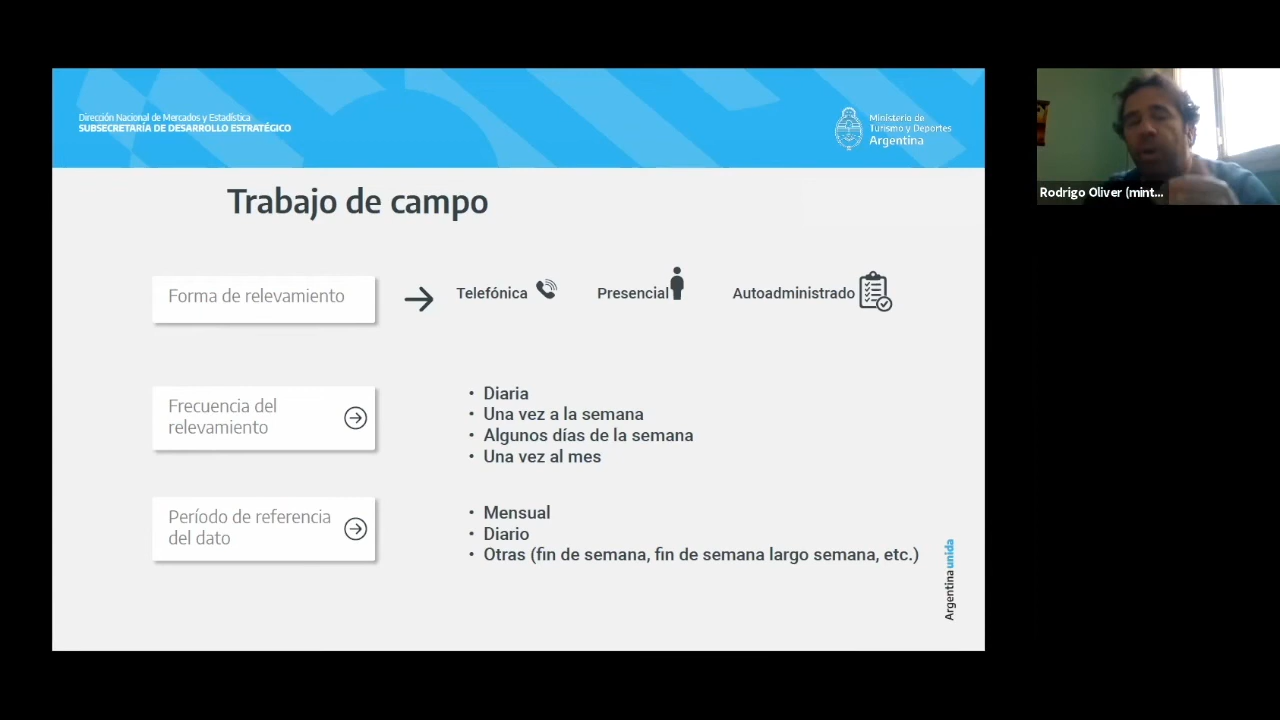 Dirección Nacional de Mercados y Estadística
SUBSECRETARÍA DE DESARROLLO ESTRATÉGICO
Ministerio de
Turismo y Deportes
Argentina
Trabajo de campo
Forma de relevamiento
Telefónica
Presencial
Autoadministrado
Frecuencia del
relevamiento
• Diaria
• Una vez a la semana
• Algunos días de la semana
• Una vez al mes
Período de referencia
del dato
• Mensual
• Diario
• Otras (fin de semana, fin de semana largo semana, etc.)
Argentina unida
Rodrigo Oliver (mint...